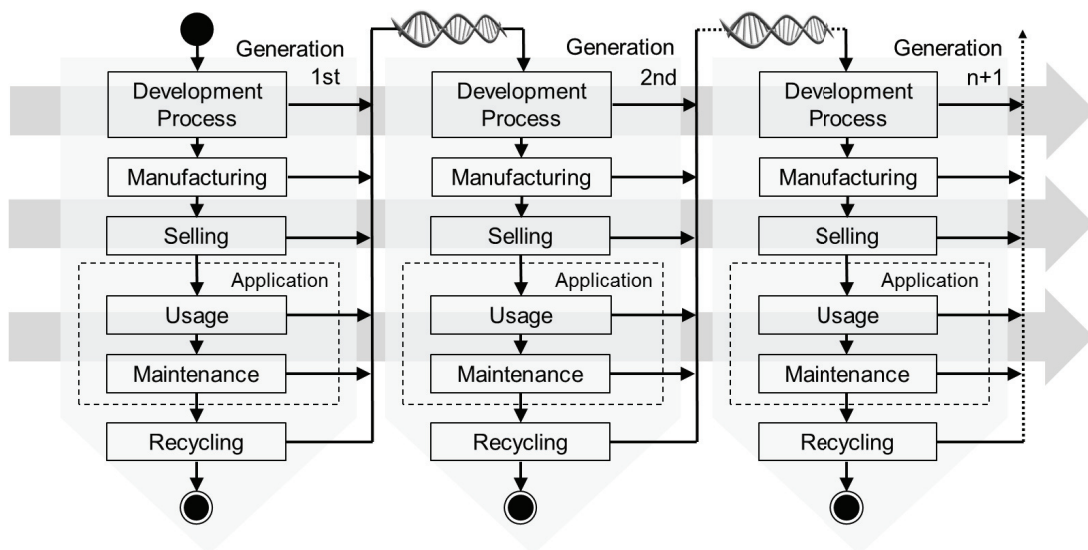 Generation
1st
Development
Process
Manufacturing
Selling
Application
Usage
Maintenance
Recycling
Generation
2nd
Development
Process
Manufacturing
Selling
Application
Usage
Maintenance
Recycling
Generation
n+1
Development
Process
Manufacturing
Selling
Application
Usage
Maintenance
Recycling